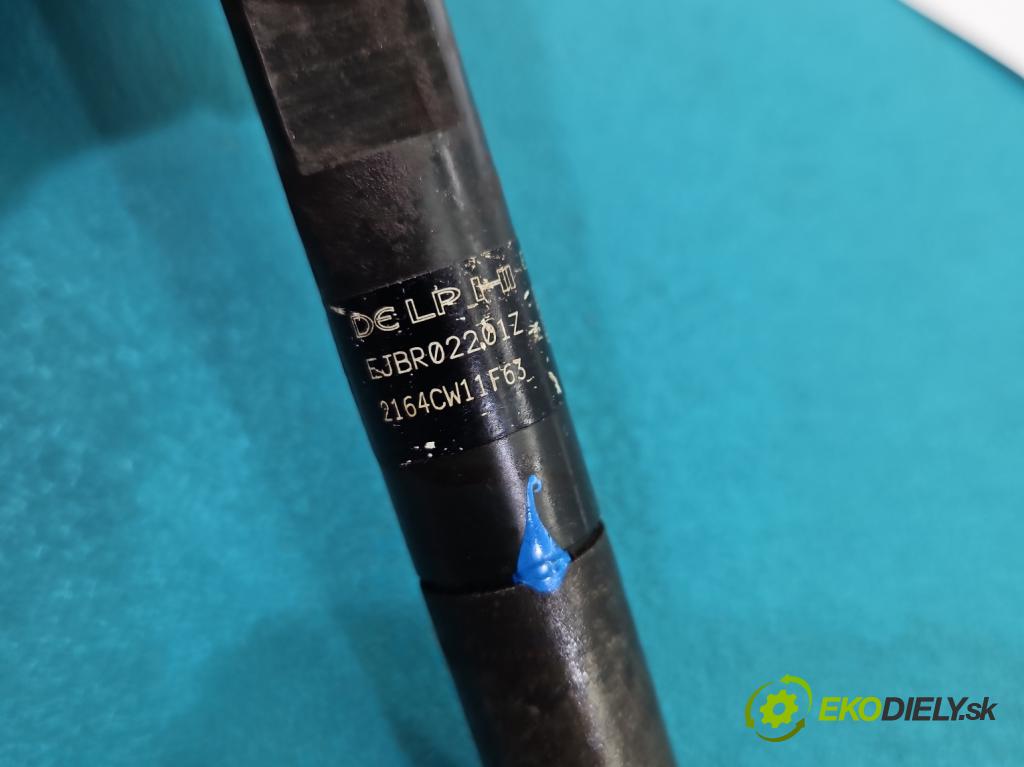 DELPHI
EJBR02201Z
2164CW11F63
EKODIELY.sk